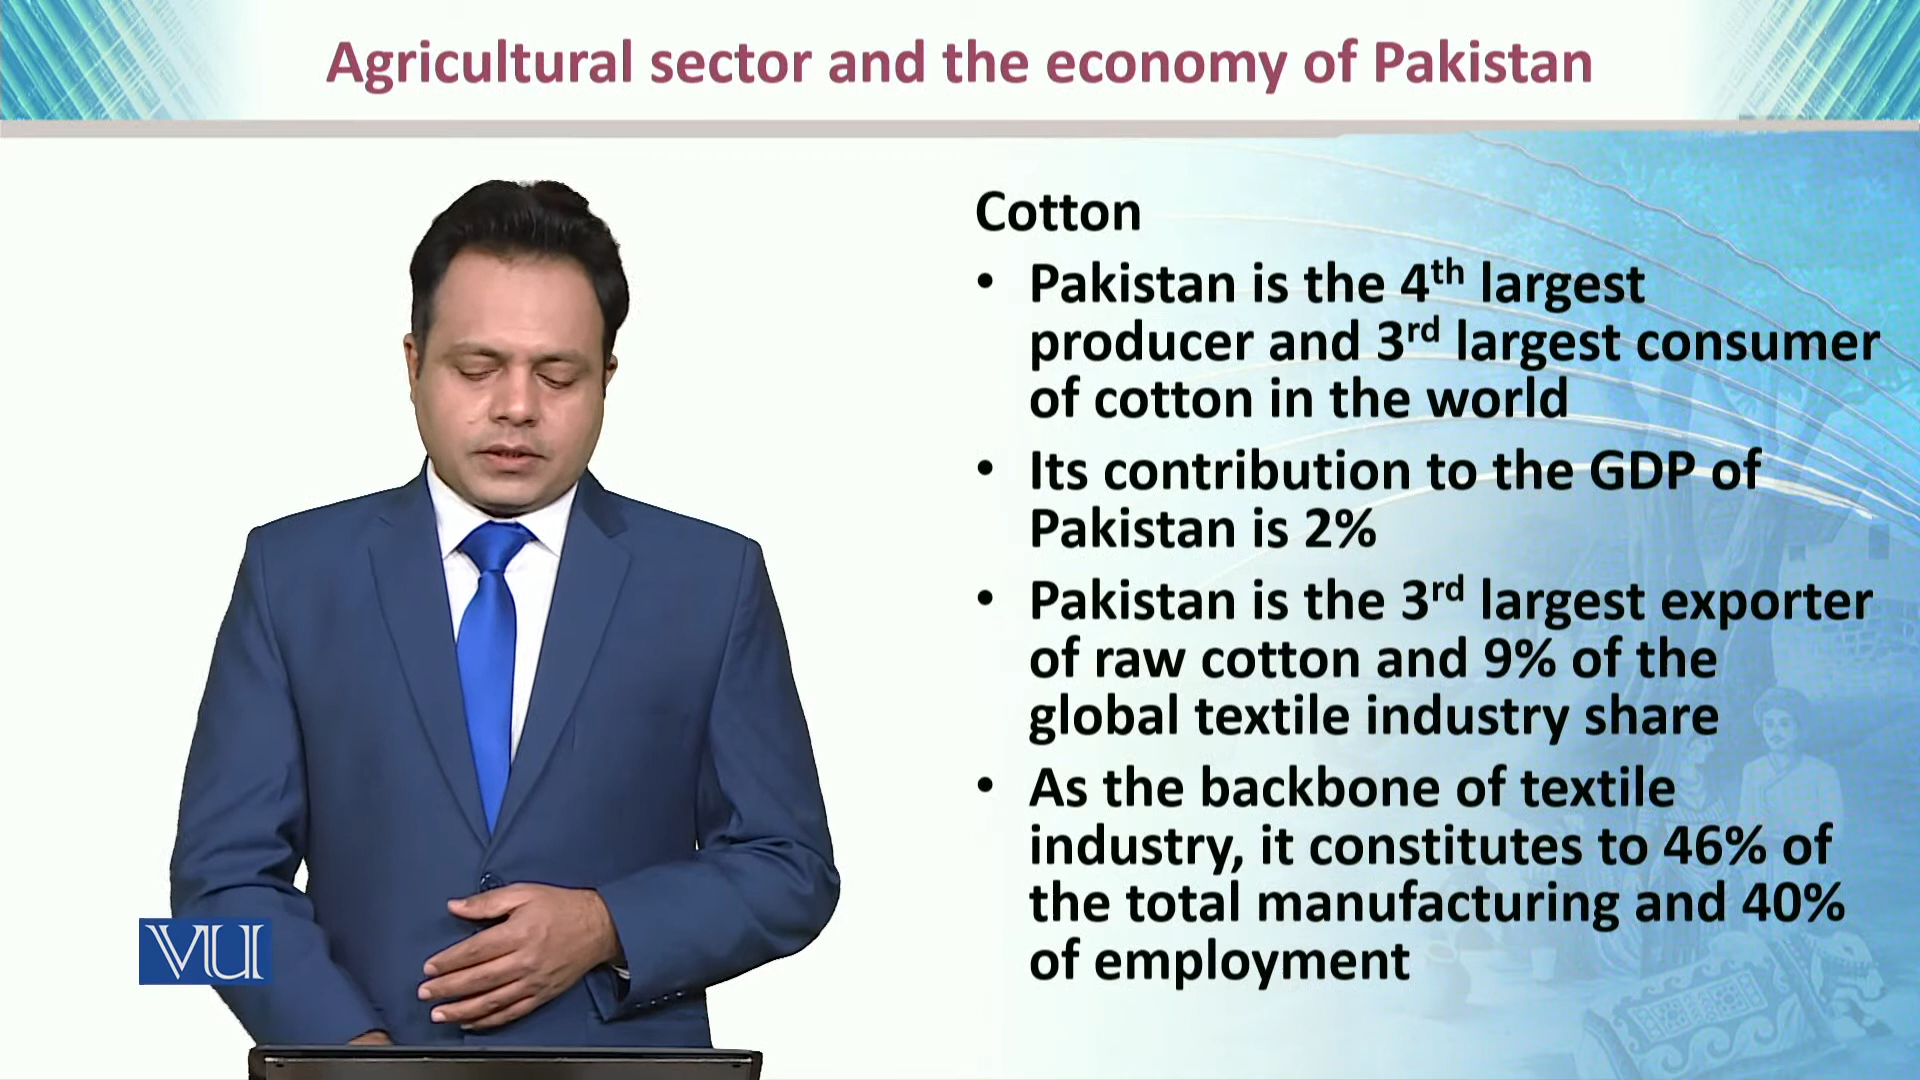 Agricultural sector and the economy of Pakistan
Cotton
• Pakistan is the 4th largest
producer and 3rd largest consumer
of cotton in the world
• Its contribution to the GDP of
Pakistan is 2%
• Pakistan is the 3rd largest exporter
of raw cotton and 9% of the
global textile industry share
• As the backbone of textile
industry, it constitutes to 46% of
the total manufacturing and 40%
of employment
VU